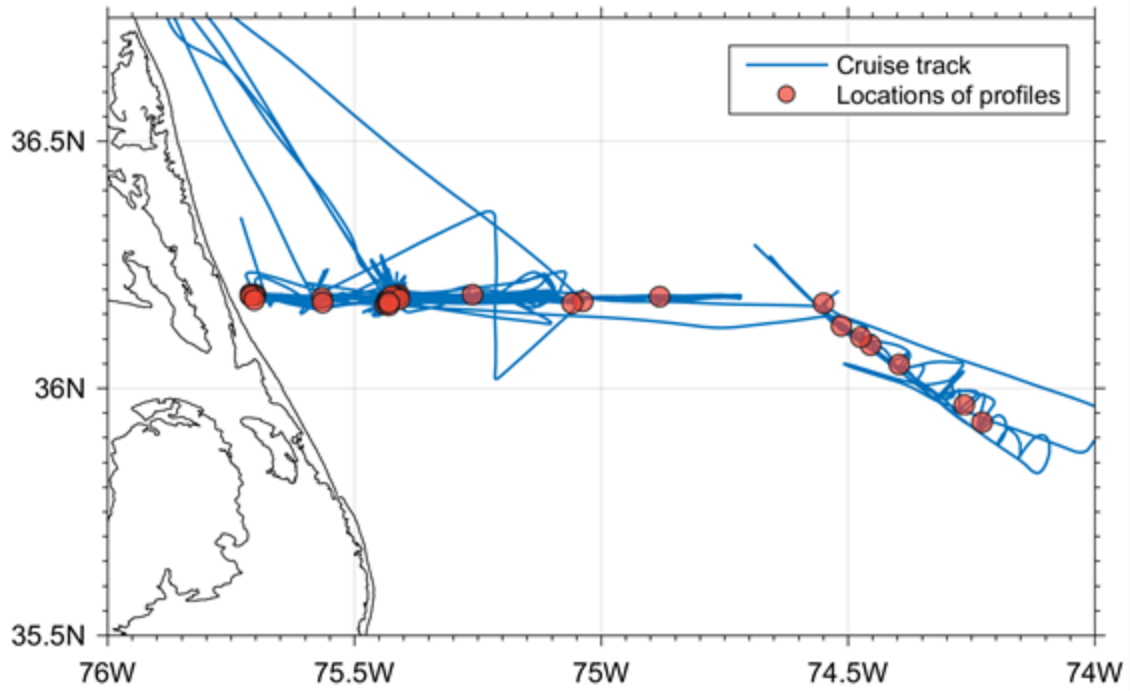 Cruise track
Locations of profiles
36.5N
36N
35.5N
76W 75.5W 75W 74.5W 74W